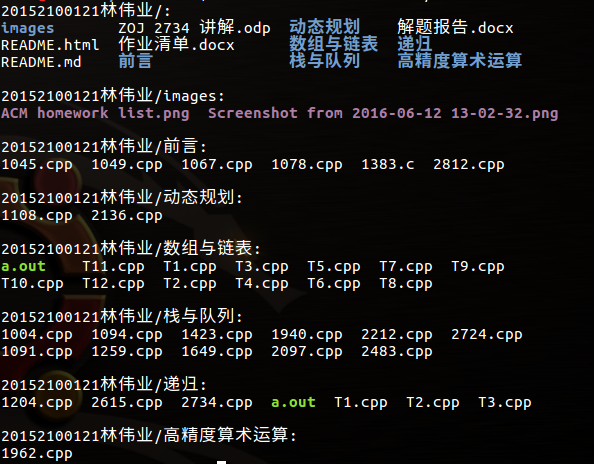 20152100121林伟业/:
images       ZOJ 2734 讲解.odp  动态规划    解题报告.docx
README.html  作业清单.docx      数组与链表  递归
README.md    前言               栈与队列    高精度算术运算
20152100121林伟业/images:
ACM homework list.png  Screenshot from 2016-06-12 13-02-32.png
20152100121林伟业/前言:
1045.cpp  1049.cpp  1067.cpp  1078.cpp  1383.c  2812.cpp
20152100121林伟业/动态规划:
1108.cpp  2136.cpp
20152100121林伟业/数组与链表:
a.out    T11.cpp  T1.cpp  T3.cpp  T5.cpp  T7.cpp  T9.cpp
T10.cpp  T12.cpp  T2.cpp  T4.cpp  T6.cpp  T8.cpp
20152100121林伟业/栈与队列:
1004.cpp  1094.cpp  1423.cpp  1940.cpp  2212.cpp  2724.cpp
1091.cpp  1259.cpp  1649.cpp  2097.cpp  2483.cpp
20152100121林伟业/递归:
1204.cpp  2615.cpp  2734.cpp  a.out  T1.cpp  T2.cpp  T3.cpp
20152100121林伟业/高精度算术运算:
1962.cpp